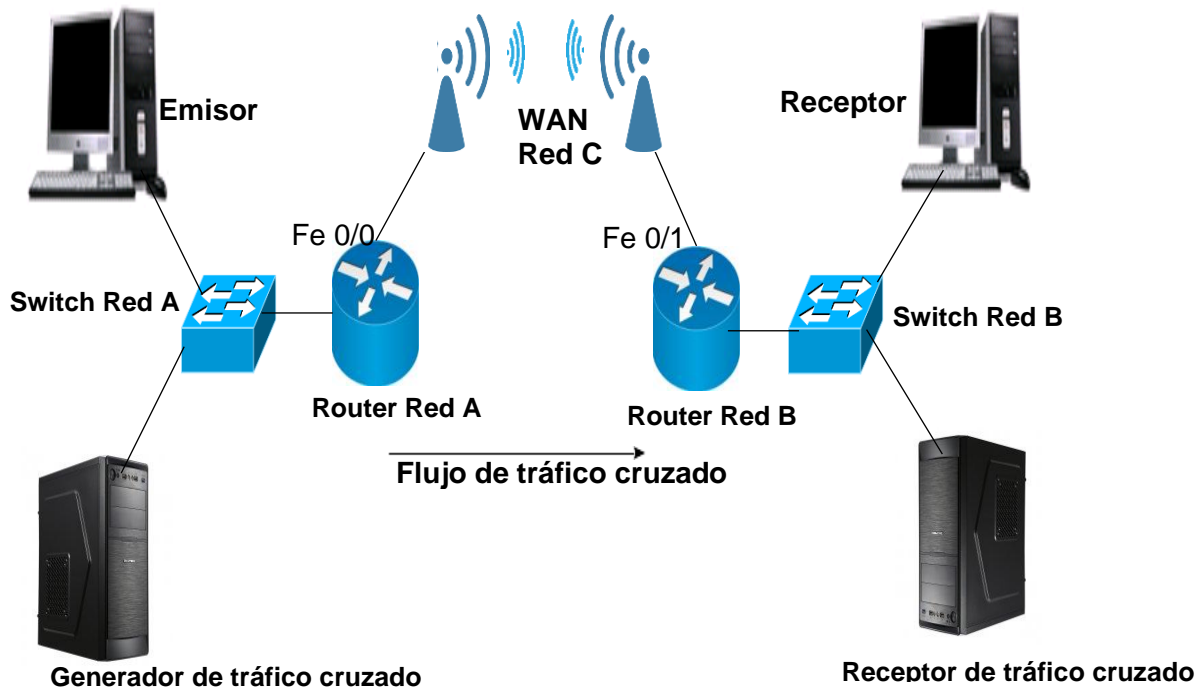 Emisor
WAN
Red C
Receptor
Fe 0/0
Fe 0/1
Switch Red A
Switch Red B
Router Red A
Router Red B
Flujo de tráfico cruzado
Generador de tráfico cruzado
Receptor de tráfico cruzado